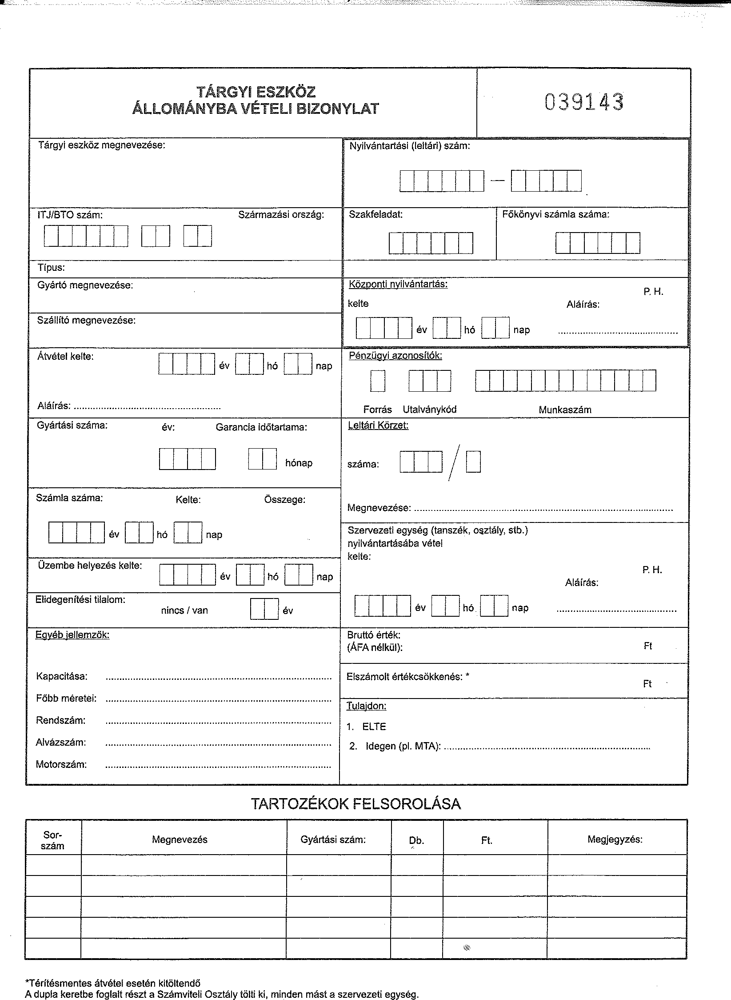 TÁRGYI ESZKÖZ
ÁLLOMÁNYBA VÉTELI BIZONYLAT
039143
Tárgyi eszköz megnevezése:
Nyilvántartási (leltári) szám:
—
ITJ/BTO szám:
Származási ország:
Szakfeladat:
Főkönyvi számla száma:
Típus:
Gyártó megnevezése:
Központi nyilvántartás:
P. H.
kelte
Aláírás:
Szállító megnevezése:
év hó nap ............................................
Átvétel kelte:
év hó nap
Pénzügyi azonosítók:
Aláírás: ......................................................
Forrás Utalványkód Munkaszám
Gyártási száma: év: Garancia időtartama:
hónap
Leltári Körzet:
száma: /
Számla száma: Kelte: Összege:
Megnevezése: ................................................................................................
év hó nap
Szervezeti egység (tanszék, osztály, stb.)
nyilvántartásába vétel
kelte:
Üzembe helyezés kelte:
év hó nap
P. H.
Aláírás:
Elidegenítési tilalom:
nincs / van év
év hó nap ............................................
Egyéb jellemzők:
Bruttó érték:
(ÁFA nélkül): Ft
Kapacitása: ....................................................................................
Elszámolt értékcsökkenés: *
Ft
Főbb méretei: ....................................................................................
Tulajdon:
Rendszám: ....................................................................................
1. ELTE
Alvázszám: ....................................................................................
2. Idegen (pl. MTA): ............................................................................
Motorszám: ....................................................................................
TARTOZÉKOK FELSOROLÁSA
Sor-
szám
Megnevezés
Gyártási szám:
Db.
Ft.
Megjegyzés:
*Térítésmentes átvétel esetén kitöltendő
A dupla keretbe foglalt részt a Számviteli Osztály tölti ki, minden mást a szervezeti egység.